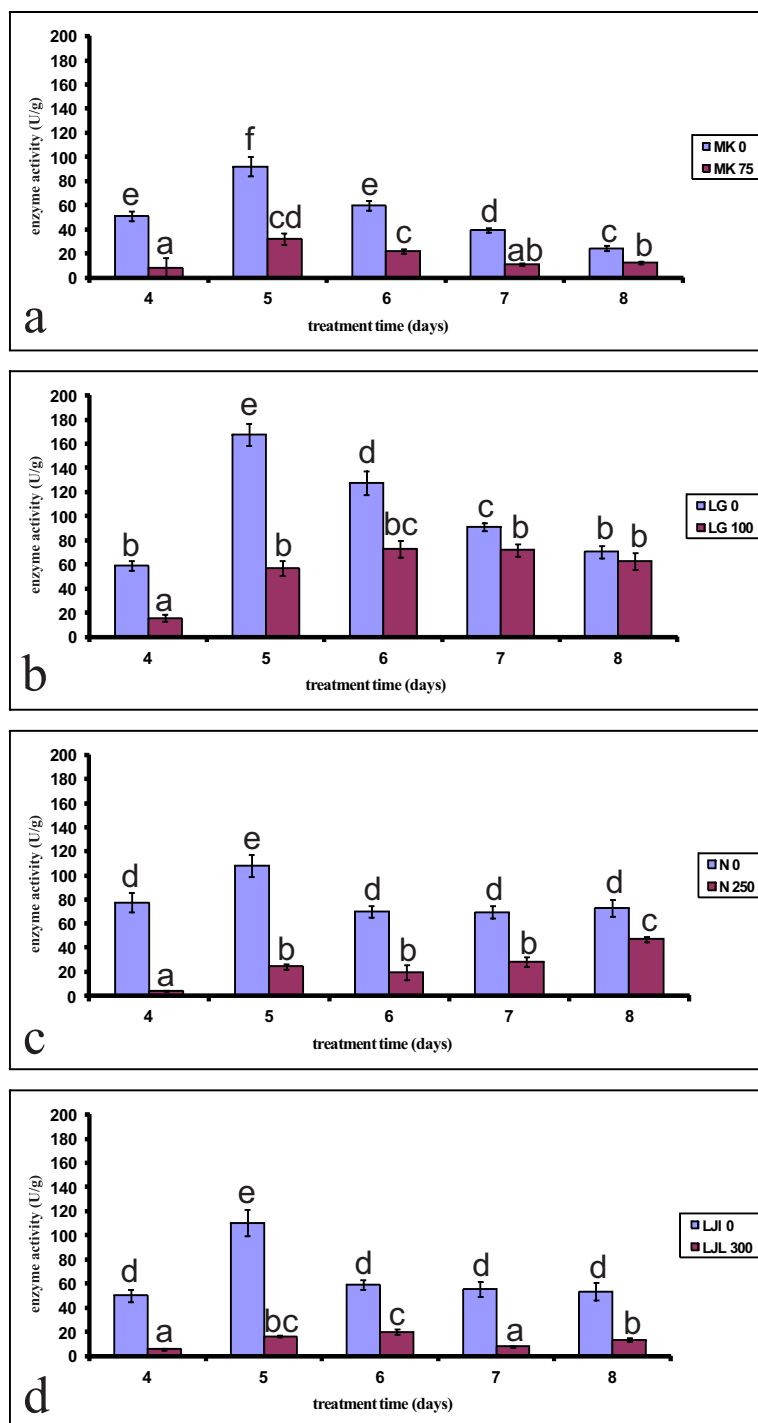 200
180
160
140
120
100
80
60
40
20
0
enzyme activity (U/g)
e a f cd e c d ab c b
4 5 6 7 8
treatment time (days)
MK 0
MK 75
a
200
180
160
140
120
100
80
60
40
20
0
enzyme activity (U/g)
b a e b d bc c b b b
4 5 6 7 8
treatment time (days)
LG 0
LG 100
b
200
180
160
140
120
100
80
60
40
20
0
enzyme activity (U/g)
d a e b d b d b d c
4 5 6 7 8
treatment time (days)
N 0
N 250
c
200
180
160
140
120
100
80
60
40
20
0
enzyme activity (U/g)
d a e bc d c d a d b
4 5 6 7 8
treatment time (days)
LJI 0
LJL 300
d